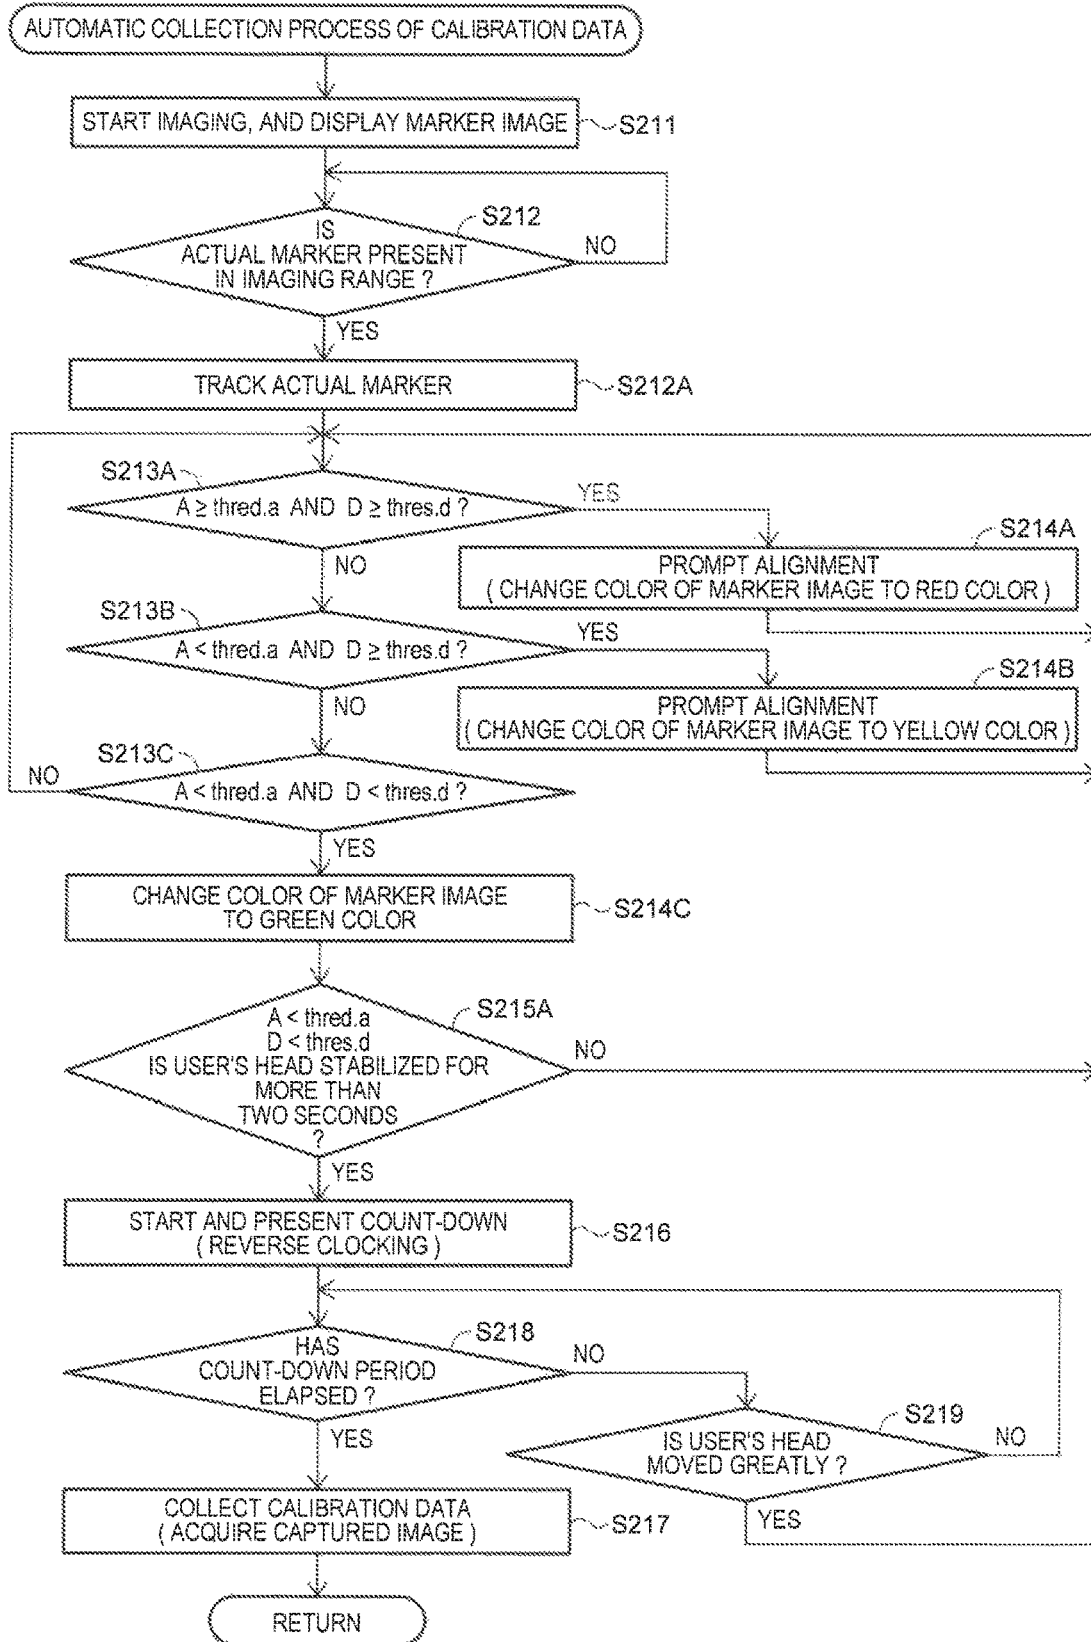 AUTOMATIC COLLECTION PROCESS OF CALIBRATION DATA
START IMAGING, AND DISPLAY MARKER IMAGE
S211
S212
IS
ACTUAL MARKER PRESENT
IN IMAGING RANGE ?
NO
YES
TRACK ACTUAL MARKER
S212A
S213A
A ≥ thred.a AND D ≥ thres.d ?
YES
NO
S214A
PROMPT ALIGNMENT
( CHANGE COLOR OF MARKER IMAGE TO RED COLOR )
S213B
A < thred.a AND D ≥ thres.d ?
YES
NO
S214B
PROMPT ALIGNMENT
( CHANGE COLOR OF MARKER IMAGE TO YELLOW COLOR )
S213C
NO
A < thred.a AND D < thres.d ?
YES
CHANGE COLOR OF MARKER IMAGE
TO GREEN COLOR
S214C
S215A
A < thred.a
D < thres.d
IS USER'S HEAD STABILIZED FOR
MORE THAN
TWO SECONDS
?
NO
YES
START AND PRESENT COUNT-DOWN
( REVERSE CLOCKING )
S216
S218
HAS
COUNT-DOWN PERIOD
ELAPSED ?
NO
YES
S219
IS USER'S HEAD
MOVED GREATLY ?
NO
YES
COLLECT CALIBRATION DATA
( ACQUIRE CAPTURED IMAGE )
S217
RETURN